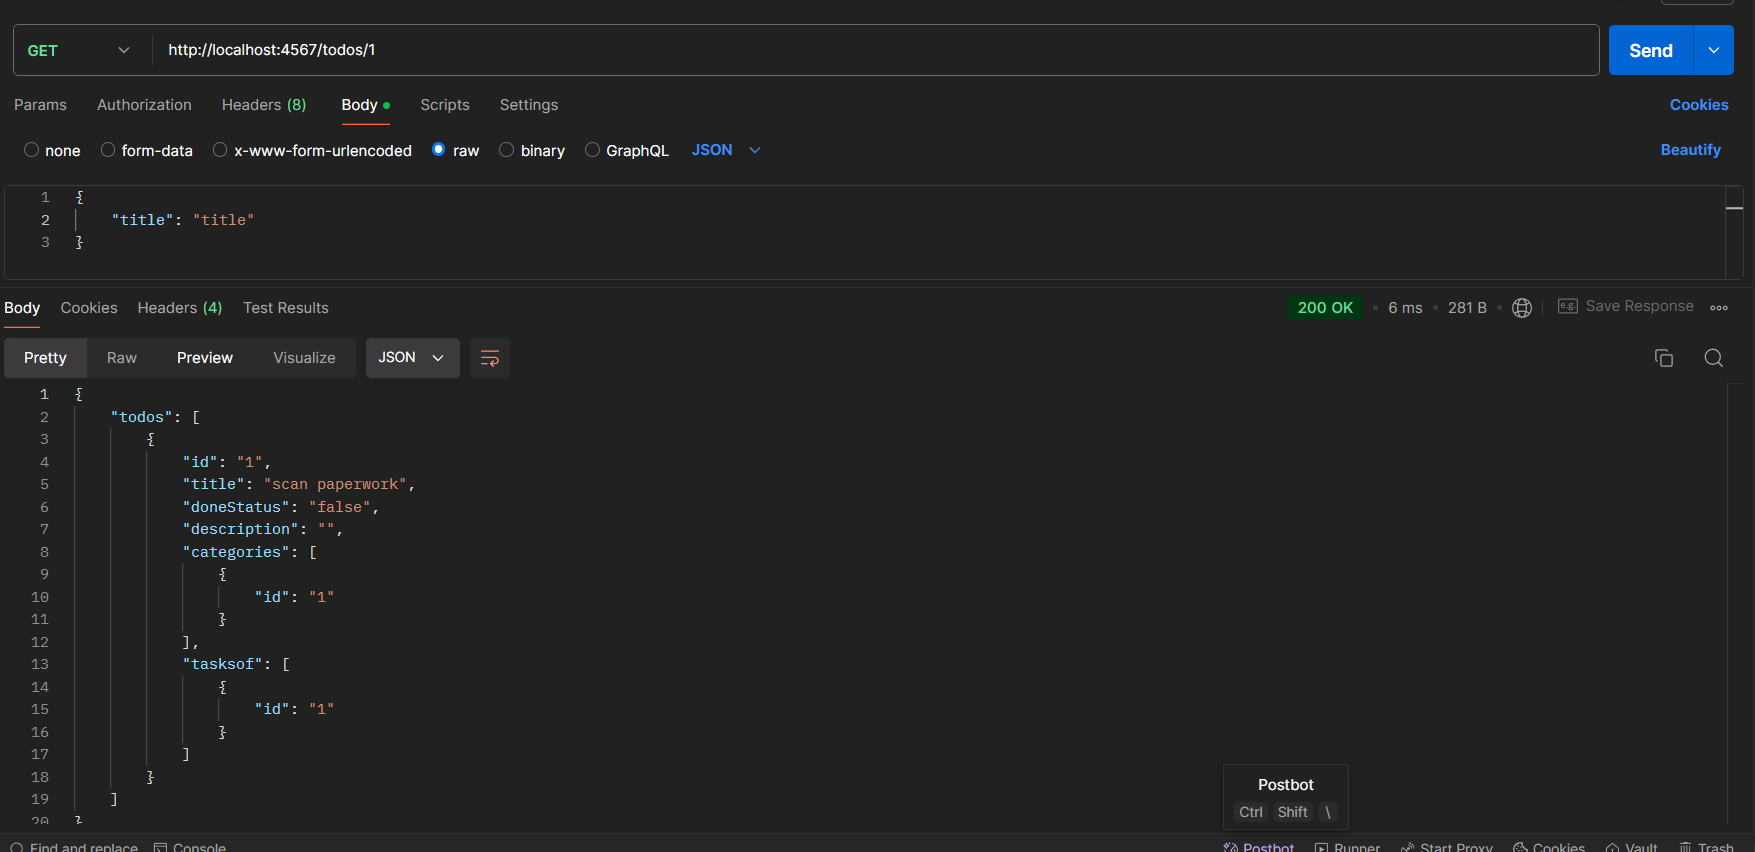 GET http://localhost:4567/todos/1 Send
Params Authorization Headers (8) Body Scripts Settings Cookies
none form-data x-www-form-urlencoded raw binary GraphQL JSON Beautify
1 {
2 "title": "title"
3 }
Body Cookies Headers (4) Test Results 200 OK • 6 ms • 281 B • e.g. Save Response
Pretty Raw Preview Visualize JSON
1 {
2 "todos": [
3 {
4 "id": "1",
5 "title": "scan paperwork",
6 "doneStatus": "false",
7 "description": "",
8 "categories": [
9 {
10 "id": "1"
11 }
12 ],
13 "tasksof": [
14 {
15 "id": "1"
16 }
17 ]
18 }
19 ]
20 }
Postbot
Ctrl Shift \
Find and replace Console Postbot Runner Start Proxy Cookies Vault Trash